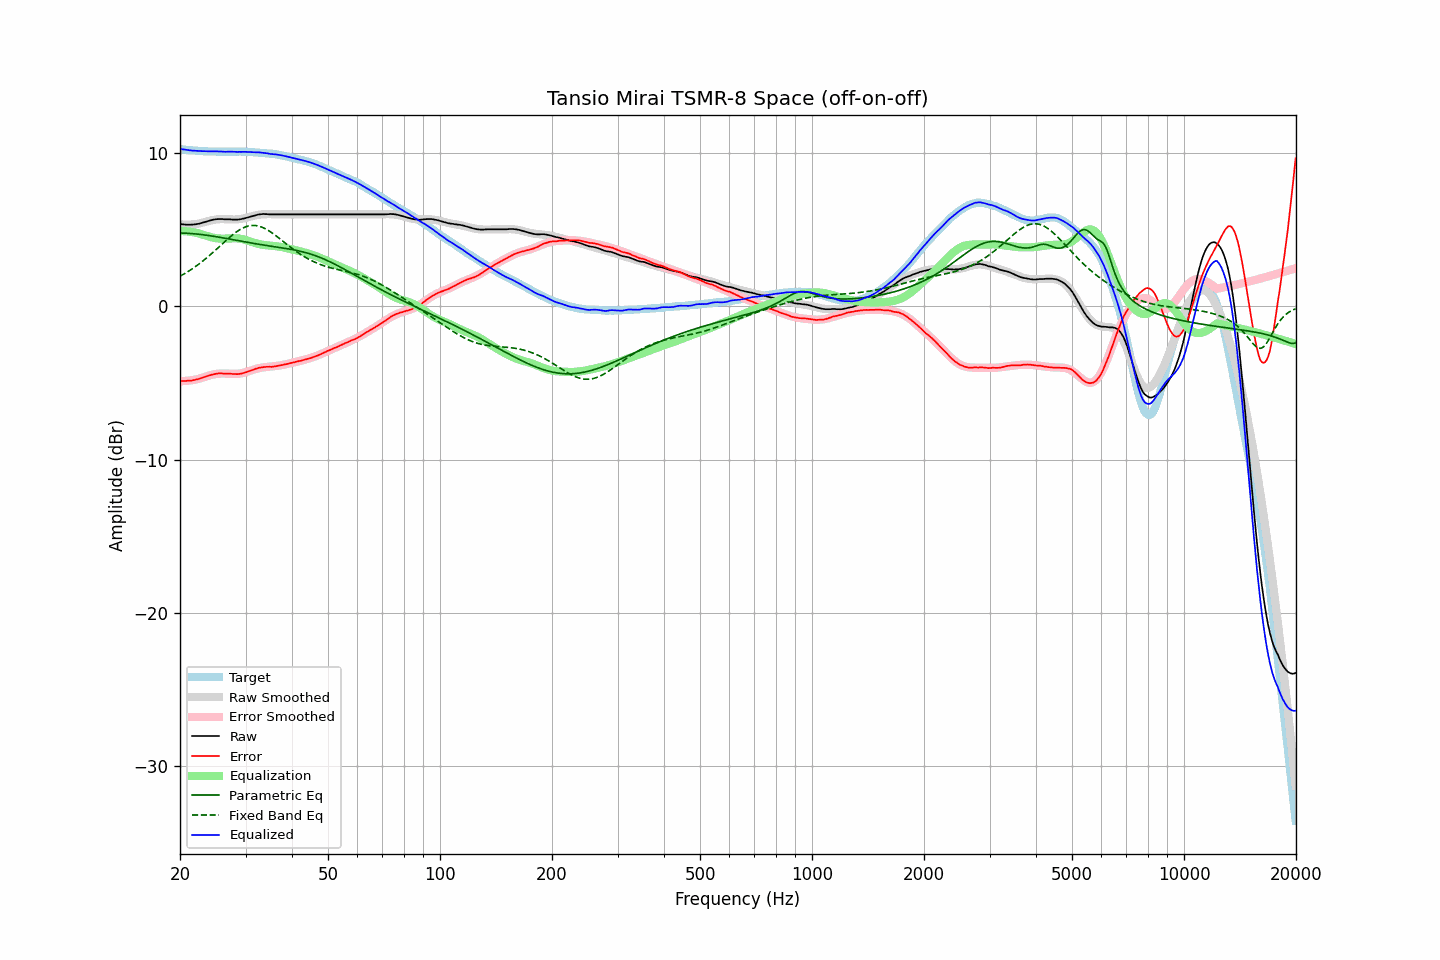 Tansio Mirai TSMR-8 Space (off-on-off)
Amplitude (dBr)
10
0
−10
−20
−30
Target
Raw Smoothed
Error Smoothed
Raw
Error
Equalization
Parametric Eq
Fixed Band Eq
Equalized
20 50 100 200 500 1000 2000 5000 10000 20000
Frequency (Hz)